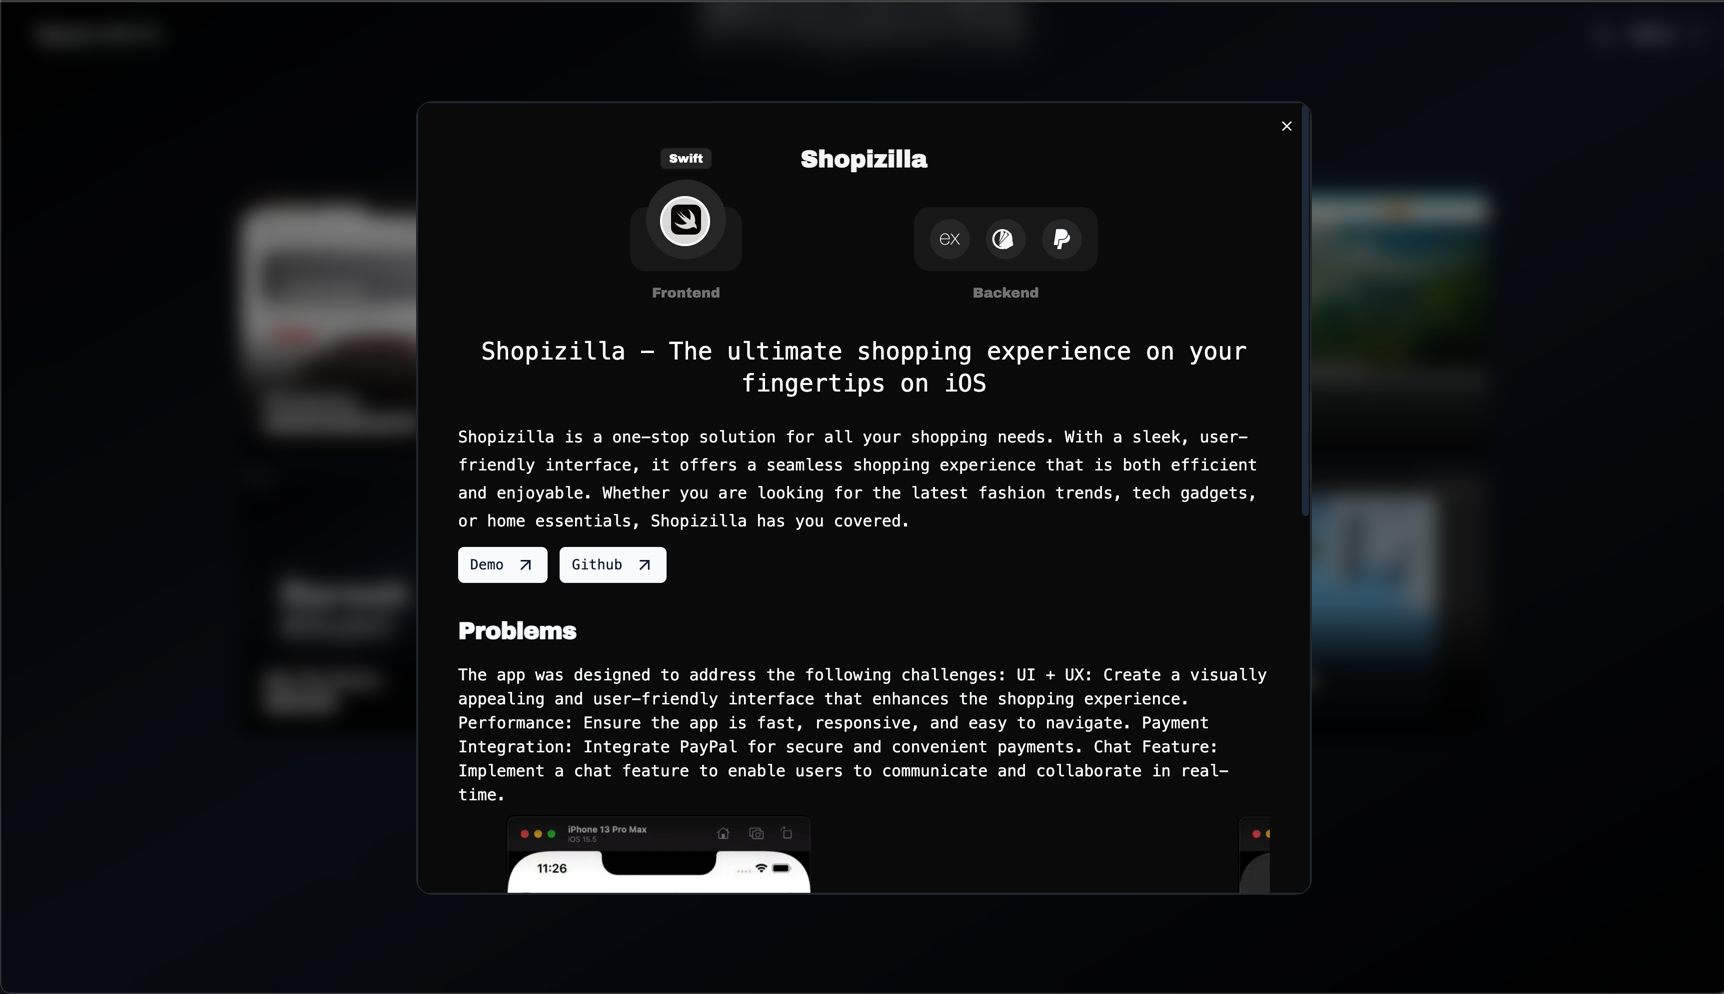 Swift
Shopizilla
ex
Frontend
Backend
Shopizilla – The ultimate shopping experience on your
fingertips on iOS
Shopizilla is a one-stop solution for all your shopping needs. With a sleek, user-
friendly interface, it offers a seamless shopping experience that is both efficient
and enjoyable. Whether you are looking for the latest fashion trends, tech gadgets,
or home essentials, Shopizilla has you covered.
Demo
Github
Problems
The app was designed to address the following challenges: UI + UX: Create a visually
appealing and user-friendly interface that enhances the shopping experience.
Performance: Ensure the app is fast, responsive, and easy to navigate. Payment
Integration: Integrate PayPal for secure and convenient payments. Chat Feature:
Implement a chat feature to enable users to communicate and collaborate in real-
time.
iPhone 13 Pro Max
iOS 15.5
11:26